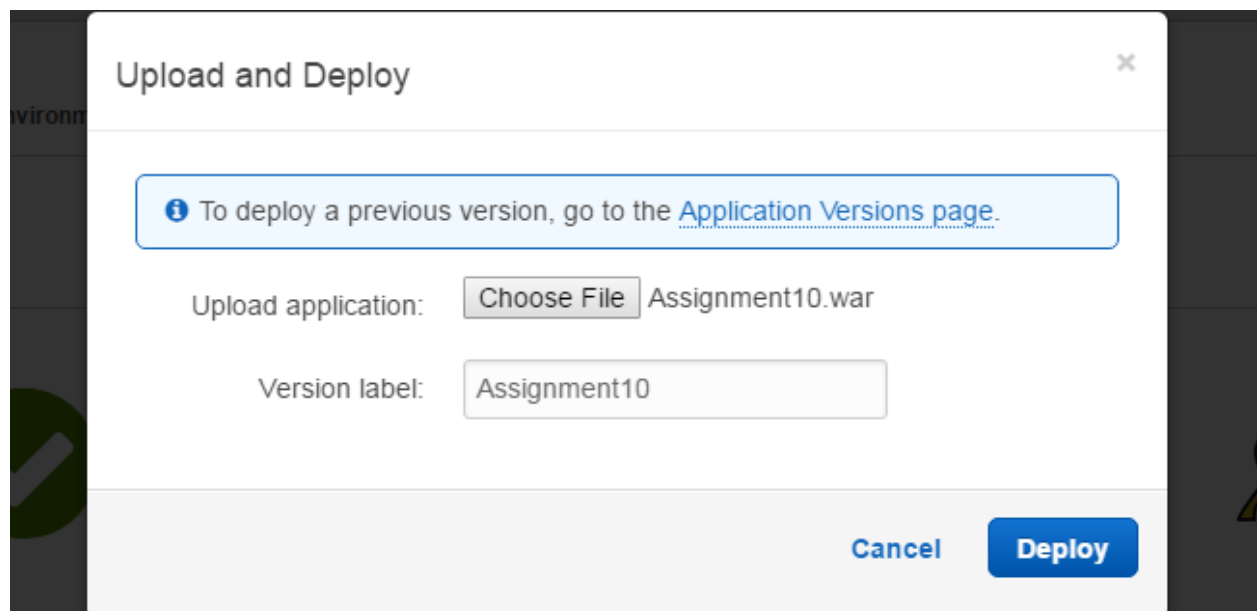 Upload and Deploy
×
To deploy a previous version, go to the Application Versions page.
Upload application: Choose File Assignment10.war
Version label: Assignment10
Cancel Deploy